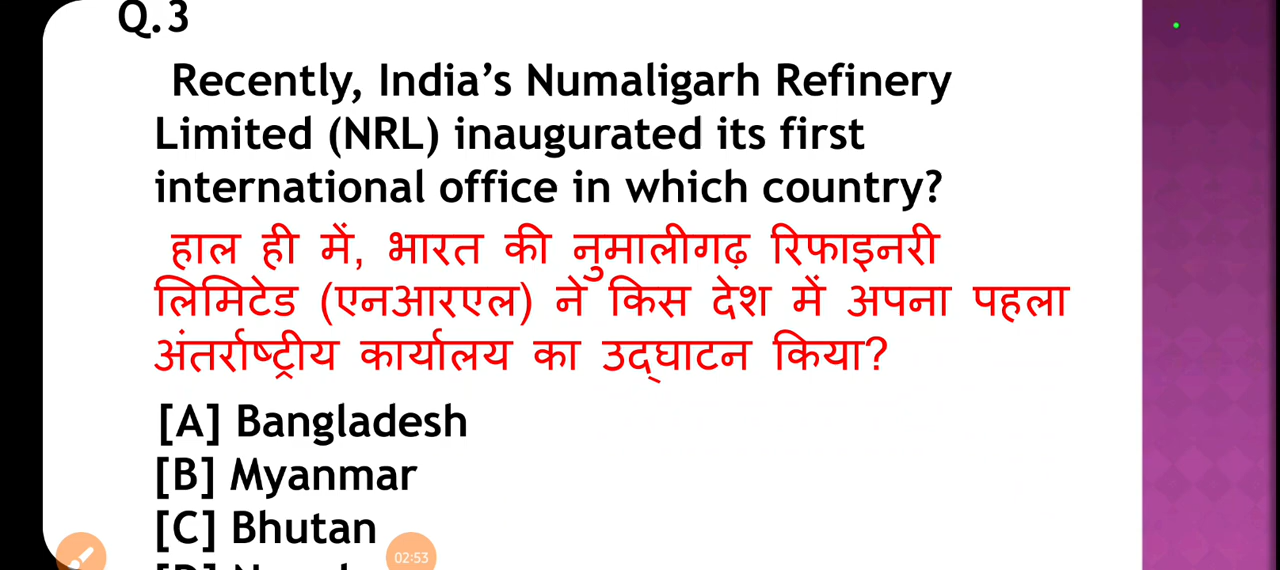 Q.3
Recently, India's Numaligarh Refinery
Limited (NRL) inaugurated its first
international office in which country?
हाल ही में, भारत की नुमालीगढ़ रिफाइनरी
लिमिटेड (एनआरएल) ने किस देश में अपना पहला
अंतर्राष्ट्रीय कार्यालय का उद्घाटन किया?
[A] Bangladesh
[B] Myanmar
[C] Bhutan
02:53